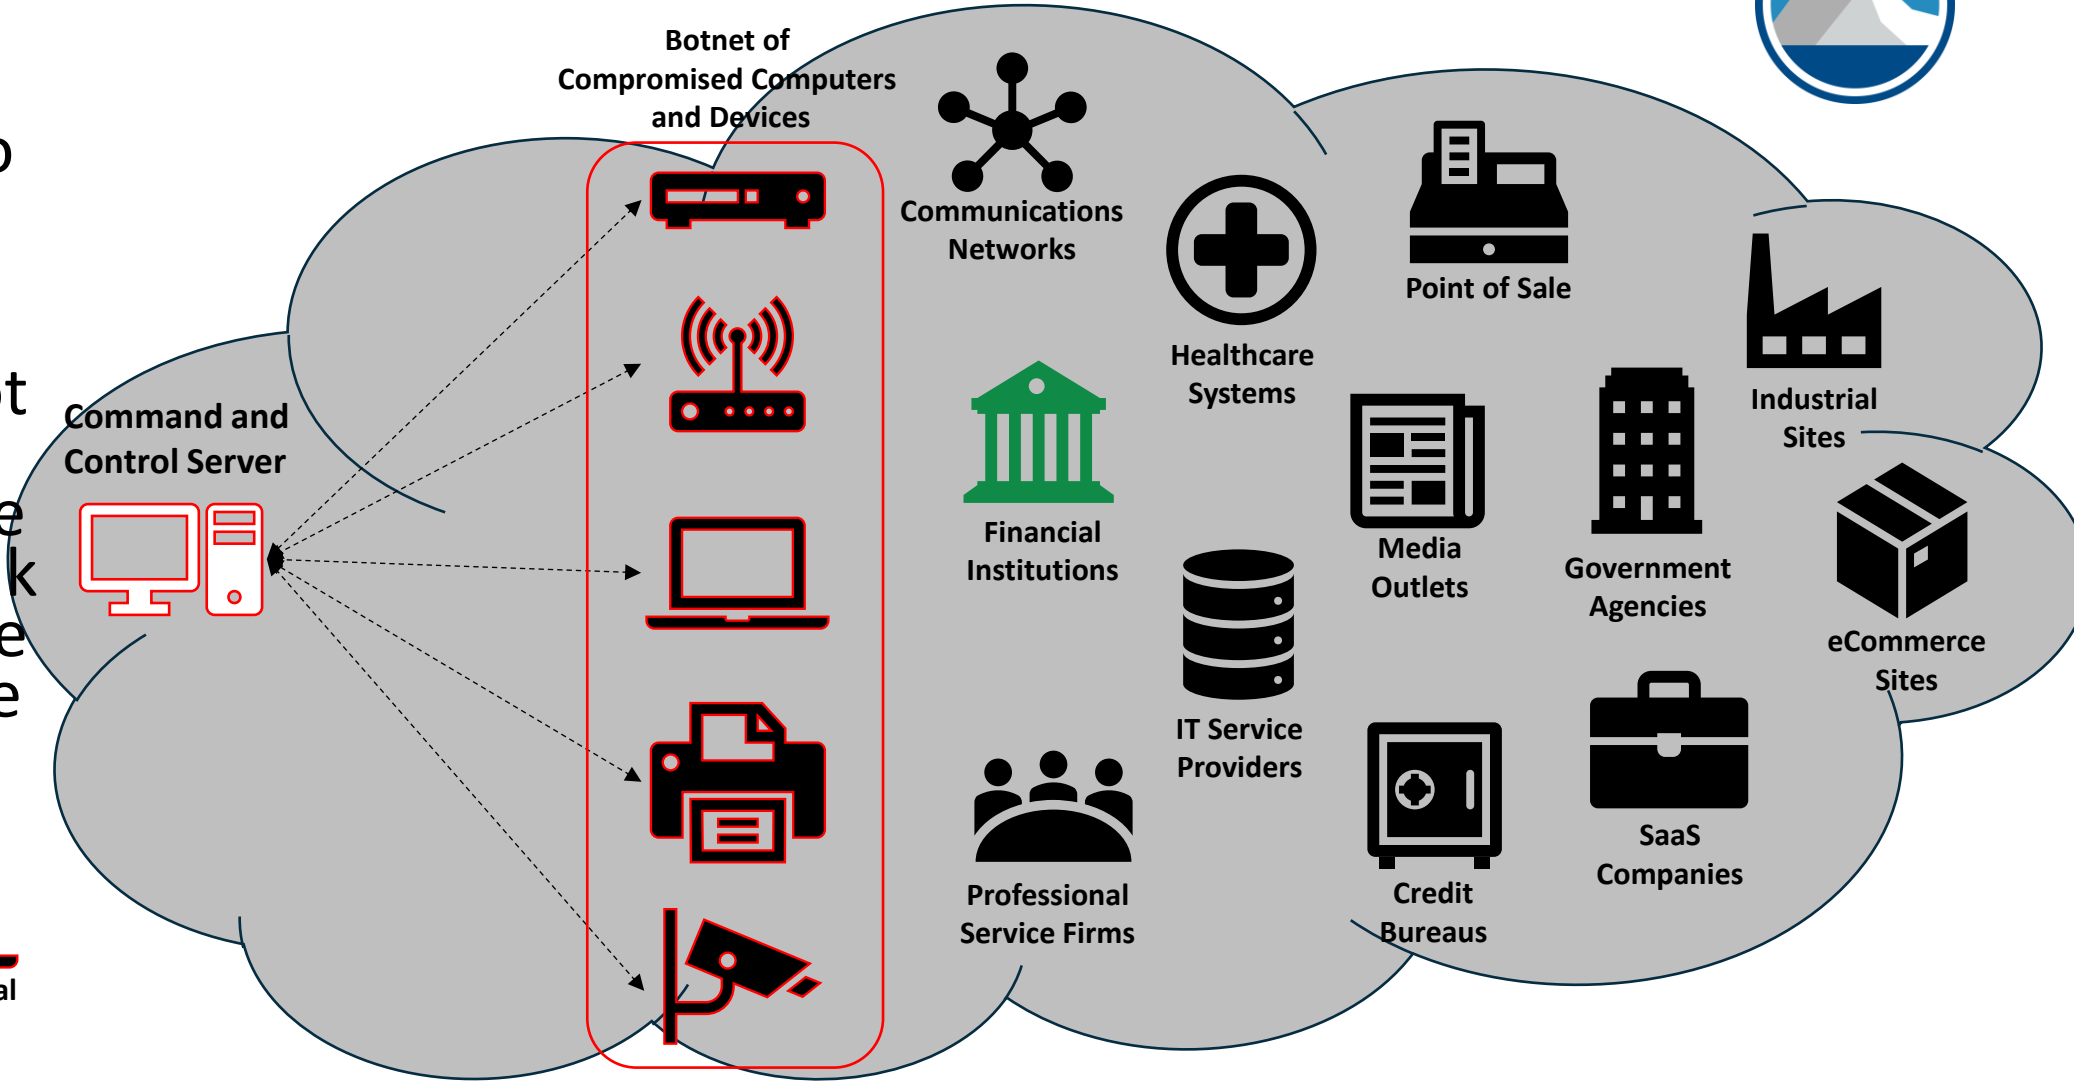 Botnet of
Compromised Computers
and Devices
Communications
Networks
Healthcare
Systems
Point of Sale
Industrial
Sites
Command and
Control Server
Financial
Institutions
Media
Outlets
Government
Agencies
eCommerce
Sites
IT Service
Providers
Professional
Service Firms
Credit
Bureaus
SaaS
Companies